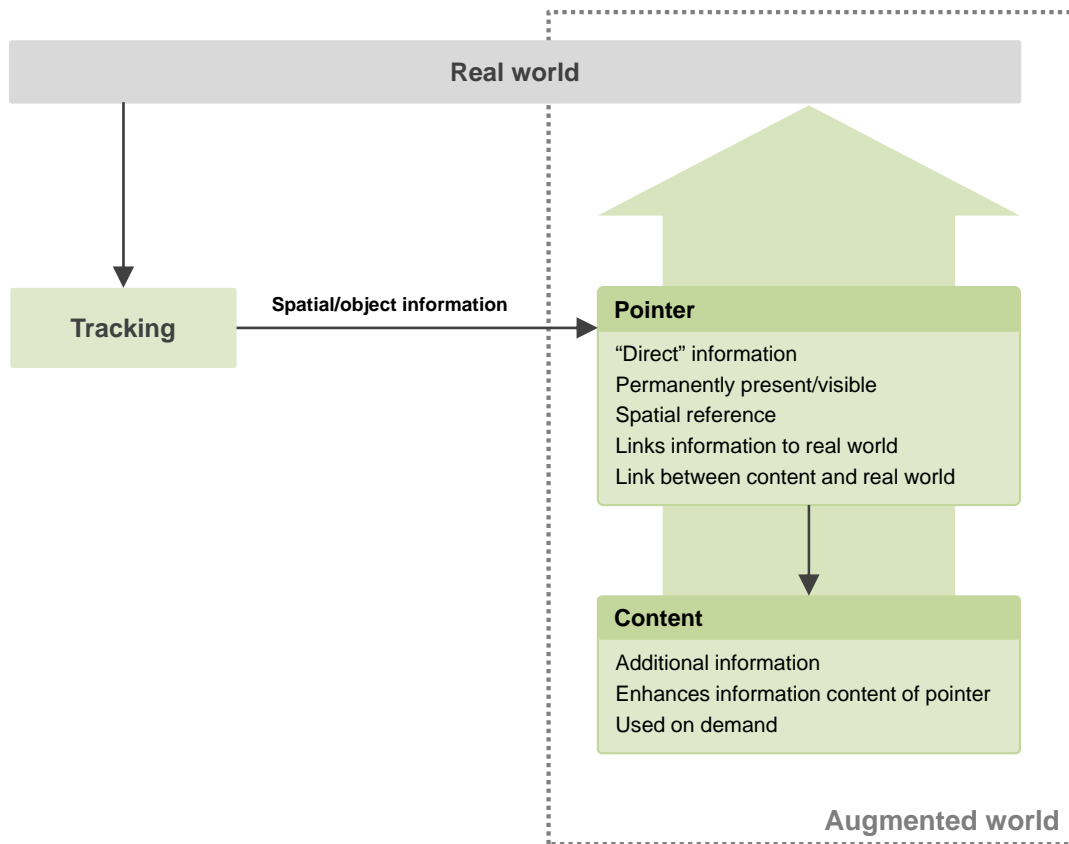 Real world
Tracking
Spatial/object information
Pointer
“Direct” information
Permanently present/visible
Spatial reference
Links information to real world
Link between content and real world
Content
Additional information
Enhances information content of pointer
Used on demand
Augmented world